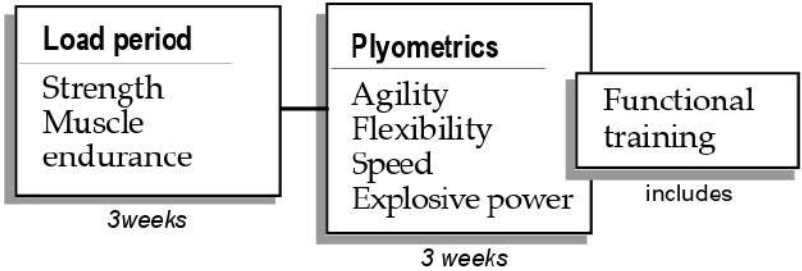 Load period
Strength
Muscle
endurance
3weeks
Plyometrics
Agility
Flexibility
Speed
Explosive power
3 weeks
Functional
training
includes